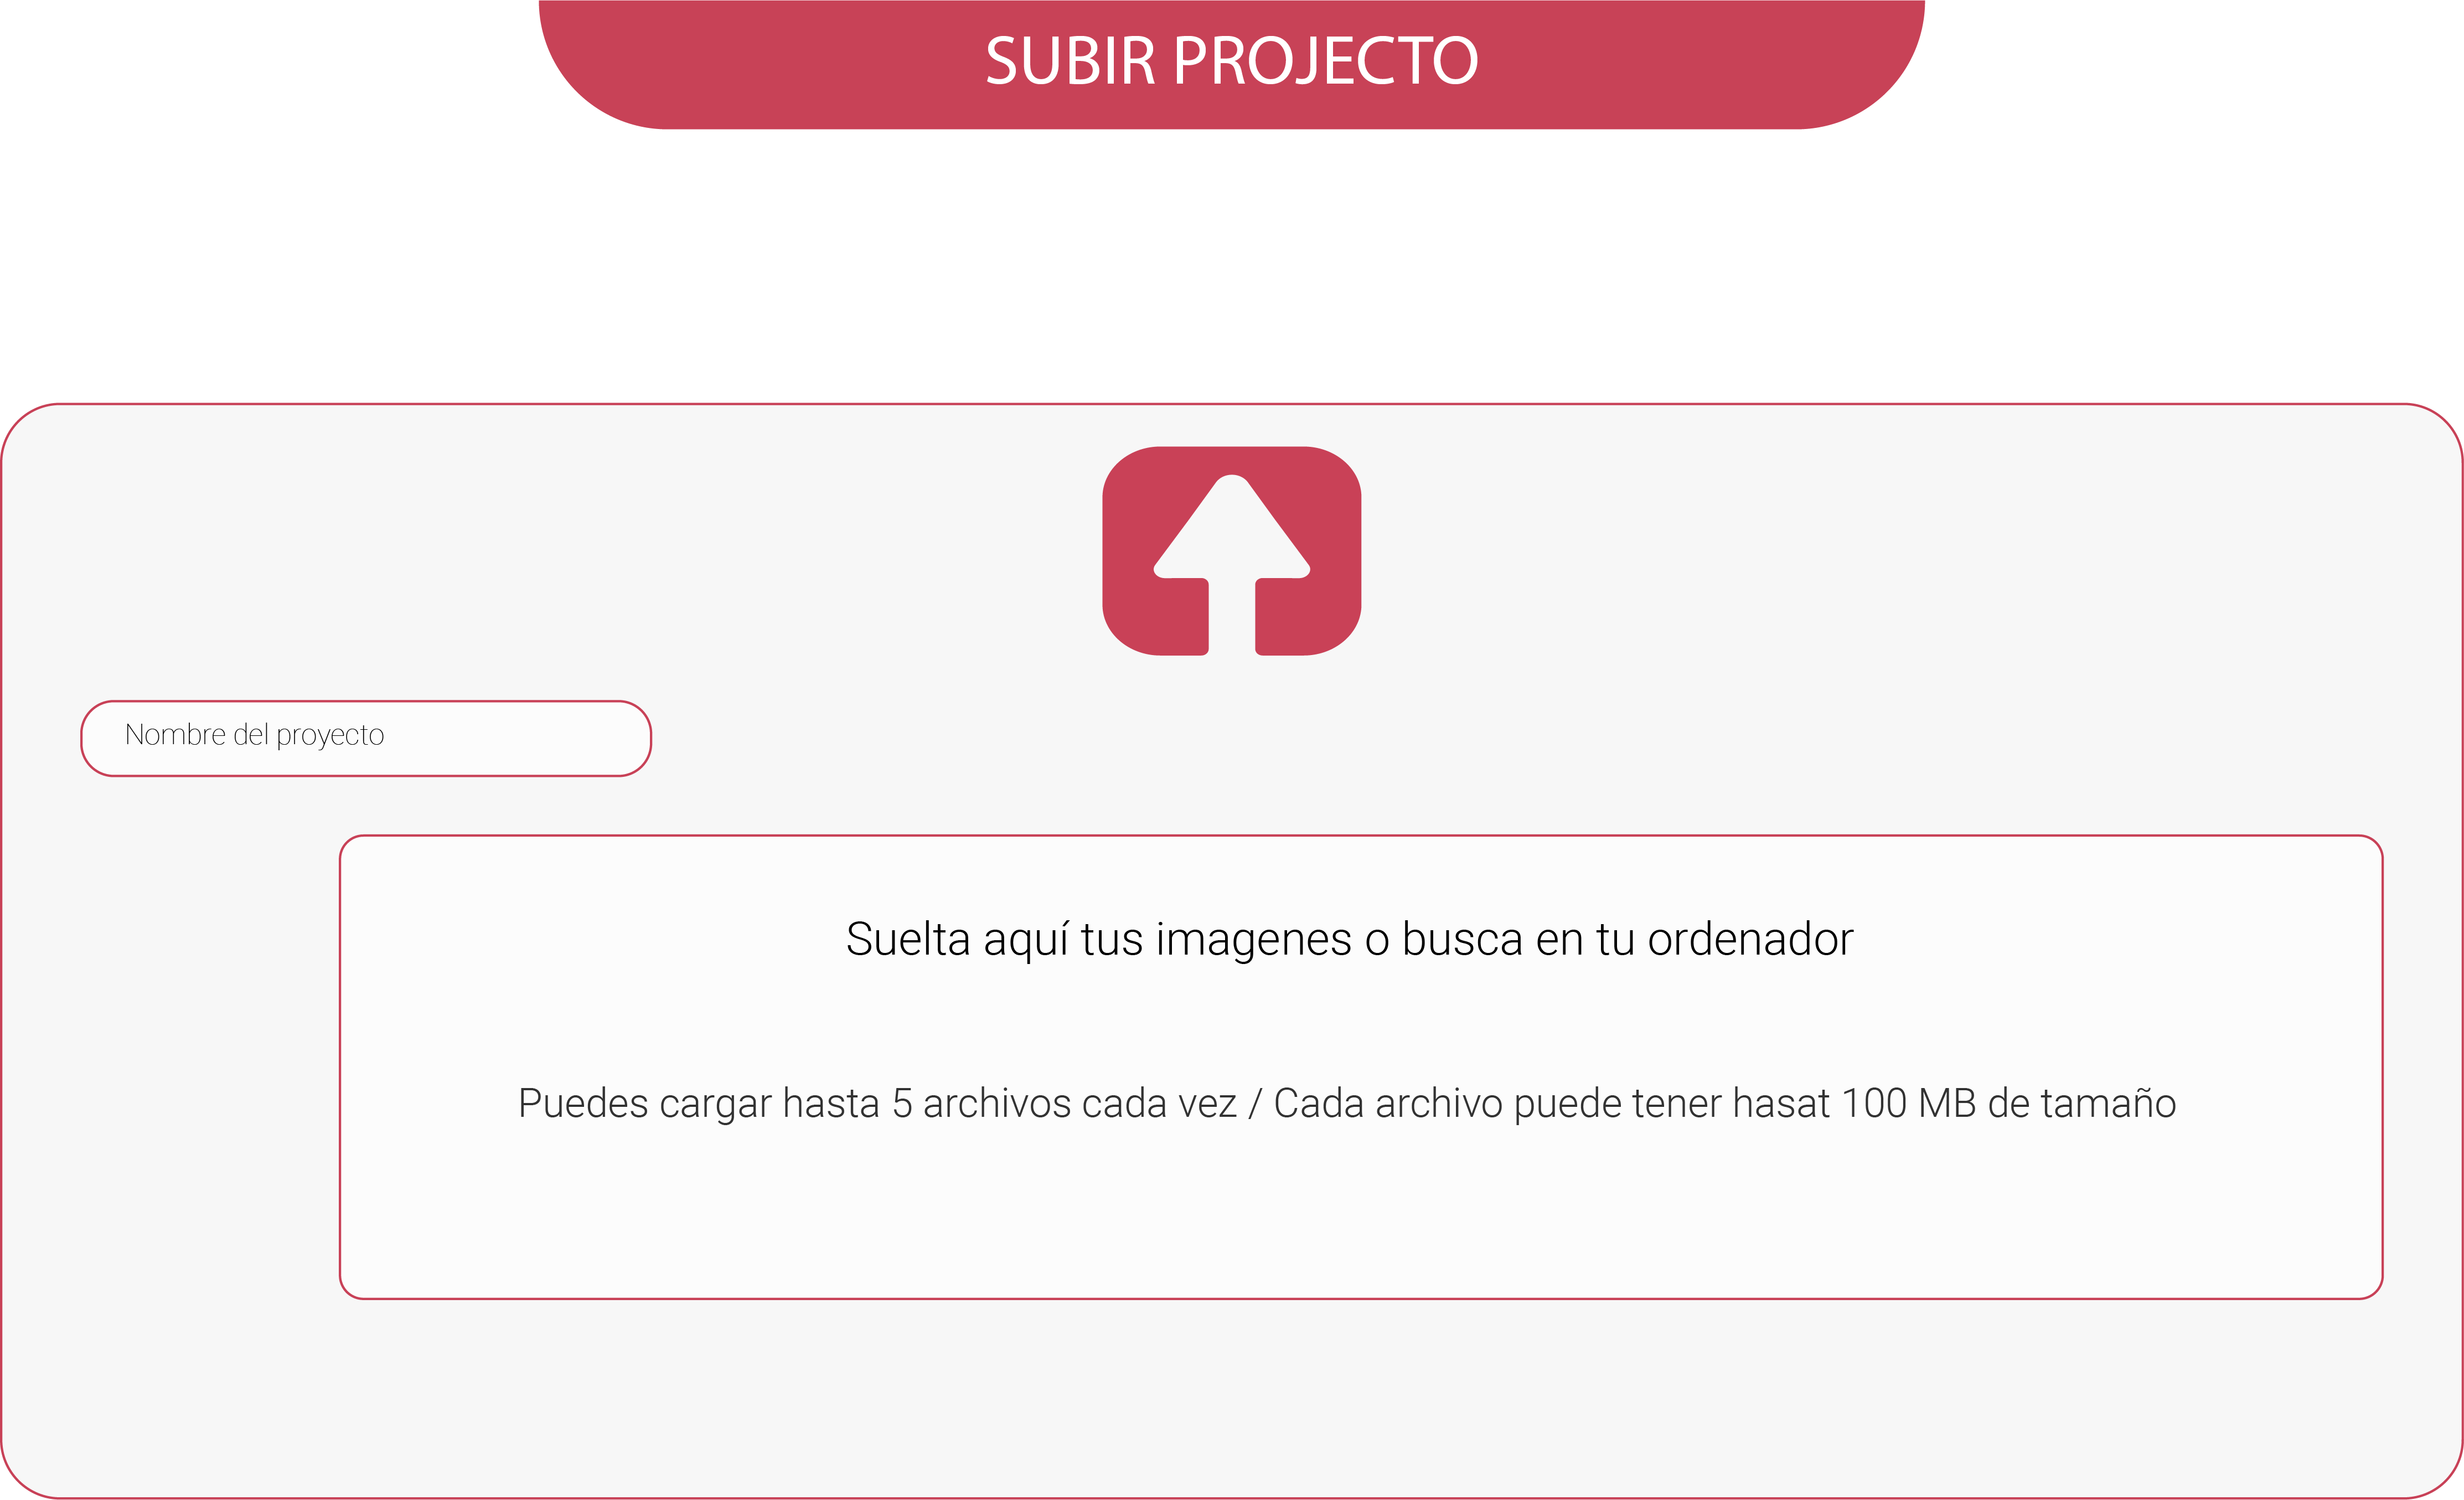 SUBIR PROJECTO
Nombre del proyecto
Suelta aquí tus imagenes o busca en tu ordenador
Puedes cargar hasta 5 archivos cada vez / Cada archivo puede tener hasat 100 MB de tamaño